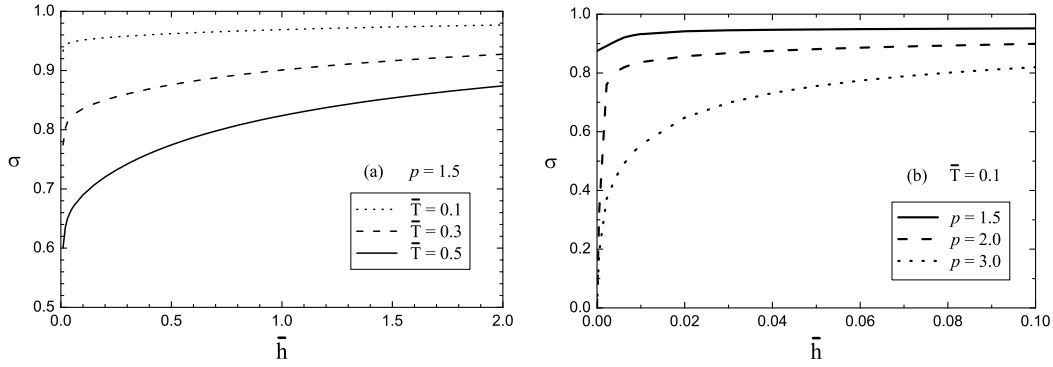 1.0
0.9
0.8
0.7
0.6
0.5
σ
(a) p = 1.5
T̄ = 0.1
T̄ = 0.3
T̄ = 0.5
0.0 0.5 1.0 1.5 2.0
h̄
1.0
0.8
0.6
0.4
0.2
0.0
σ
(b) T̄ = 0.1
p = 1.5
p = 2.0
p = 3.0
0.00 0.02 0.04 0.06 0.08 0.10
h̄